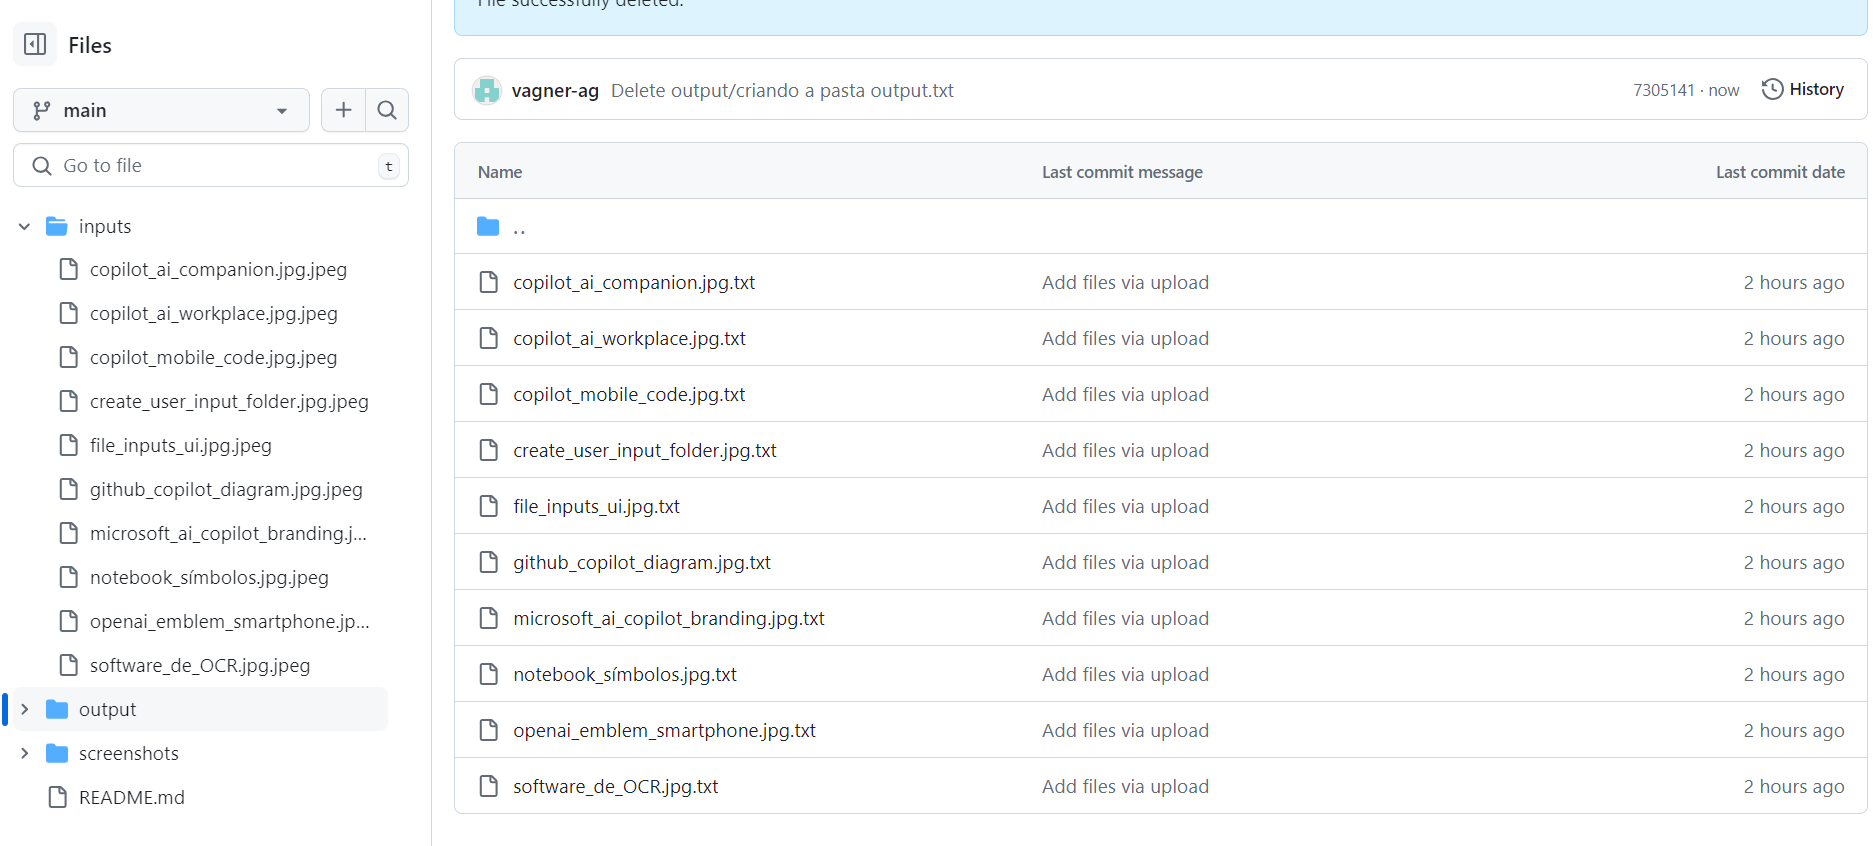 Files
main
Go to file
t
inputs
copilot_ai_companion.jpg.jpeg
copilot_ai_workplace.jpg.jpeg
copilot_mobile_code.jpg.jpeg
create_user_input_folder.jpg.jpeg
file_inputs_ui.jpg.jpeg
github_copilot_diagram.jpg.jpeg
microsoft_ai_copilot_branding.j...
notebook_símbolos.jpg.jpeg
openai_emblem_smartphone.jp...
software_de_OCR.jpg.jpeg
output
screenshots
README.md
File successfully deleted.
vagner-ag Delete output/criando a pasta output.txt 7305141 · now History
Name Last commit message Last commit date
..
copilot_ai_companion.jpg.txt Add files via upload 2 hours ago
copilot_ai_workplace.jpg.txt Add files via upload 2 hours ago
copilot_mobile_code.jpg.txt Add files via upload 2 hours ago
create_user_input_folder.jpg.txt Add files via upload 2 hours ago
file_inputs_ui.jpg.txt Add files via upload 2 hours ago
github_copilot_diagram.jpg.txt Add files via upload 2 hours ago
microsoft_ai_copilot_branding.jpg.txt Add files via upload 2 hours ago
notebook_símbolos.jpg.txt Add files via upload 2 hours ago
openai_emblem_smartphone.jpg.txt Add files via upload 2 hours ago
software_de_OCR.jpg.txt Add files via upload 2 hours ago